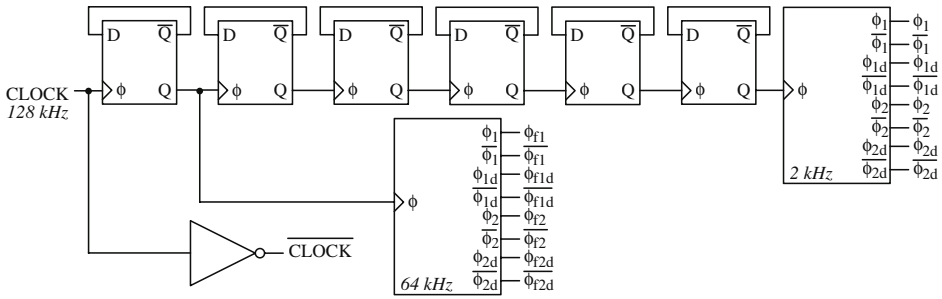 D Q̅ D Q̅ D Q̅ D Q̅ D Q̅ D Q̅
CLOCK ϕ Q ϕ Q ϕ Q ϕ Q ϕ Q ϕ Q ϕ
128 kHz
ϕ1 ϕ1
ϕ̅1 ϕ̅1
ϕ1d ϕ1d
ϕ̅1d ϕ̅1d
ϕ2 ϕ2
ϕ̅2 ϕ̅2
ϕ2d ϕ2d
2 kHz ϕ̅2d ϕ̅2d
ϕ1 ϕf1
ϕ̅1 ϕ̅f1
ϕ1d ϕf1d
ϕ̅1d ϕ̅f1d
ϕ
ϕ2 ϕf2
ϕ̅2 ϕ̅f2
ϕ2d ϕf2d
64 kHz ϕ̅2d ϕ̅f2d
C̅L̅O̅C̅K̅